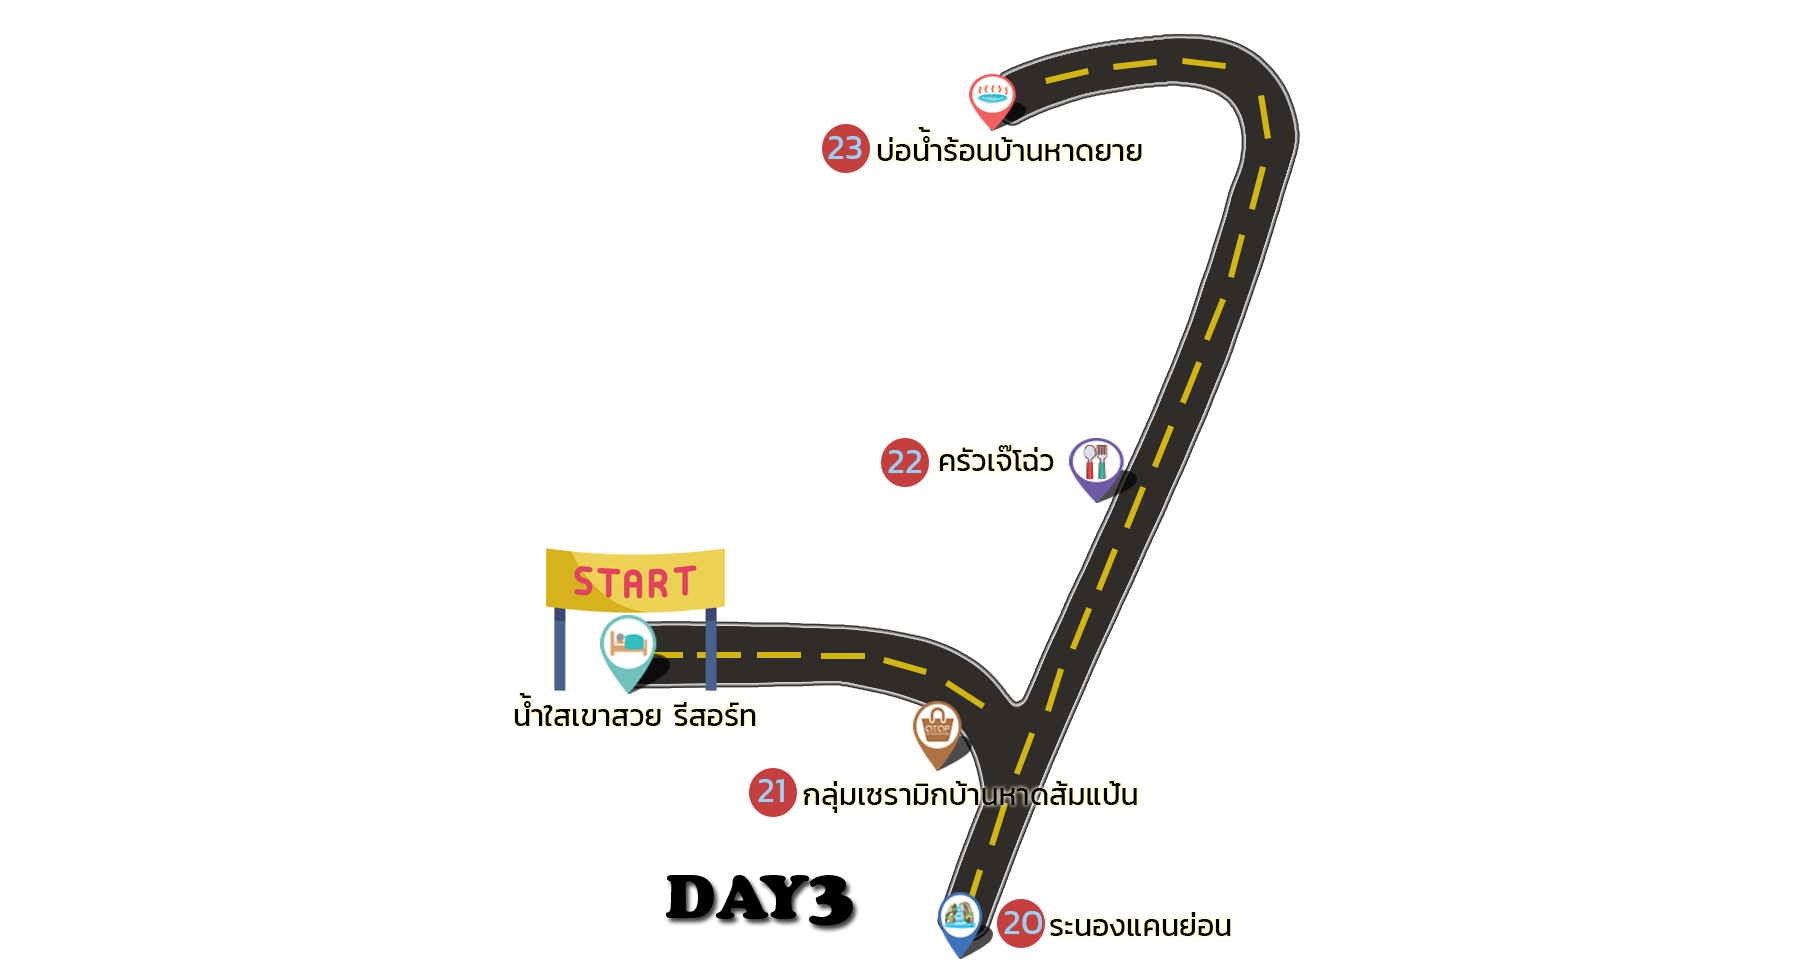 23 บ่อน้ำร้อนบ้านหาดยาย
22 ครัวเจ๊โฉ่ว
START
น้ำใสเขาสวย รีสอร์ท
OTOP
21 กลุ่มเซรามิกบ้านหาดส้มแป้น
DAY3
20 ระนองแคนย่อน